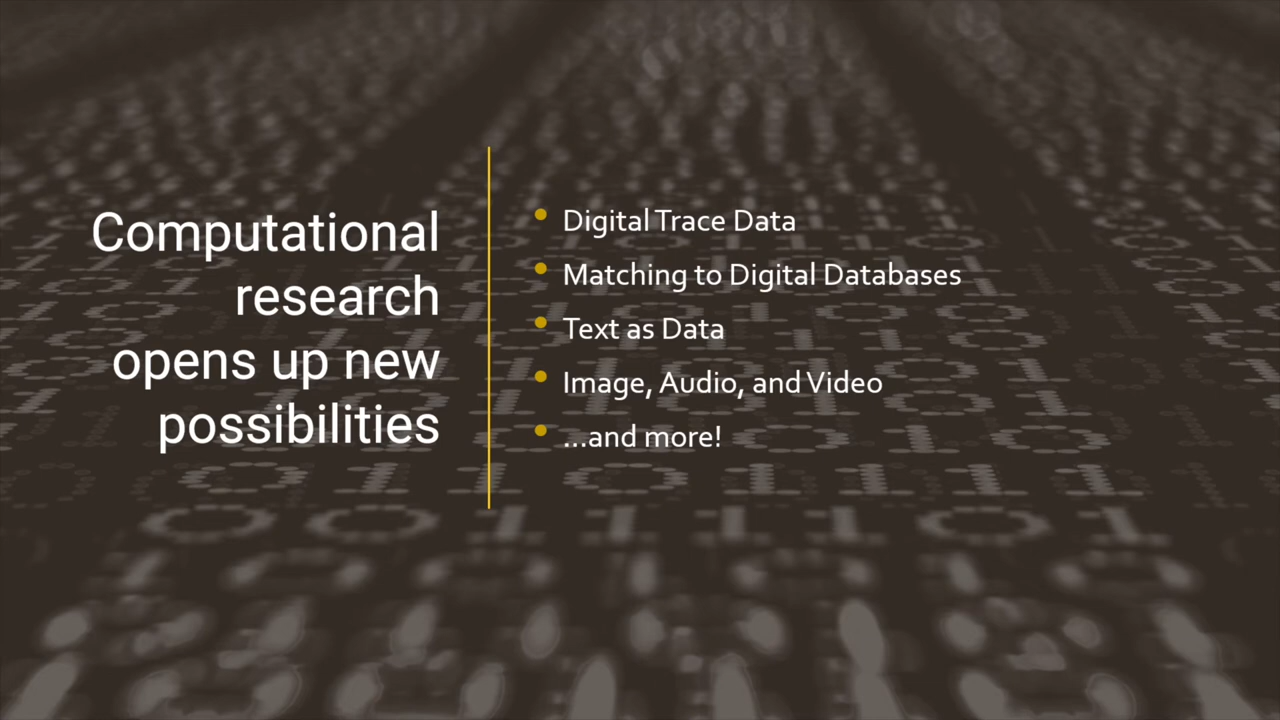 Computational
research
opens up new
possibilities
Digital Trace Data
Matching to Digital Databases
Text as Data
Image, Audio, and Video
...and more!